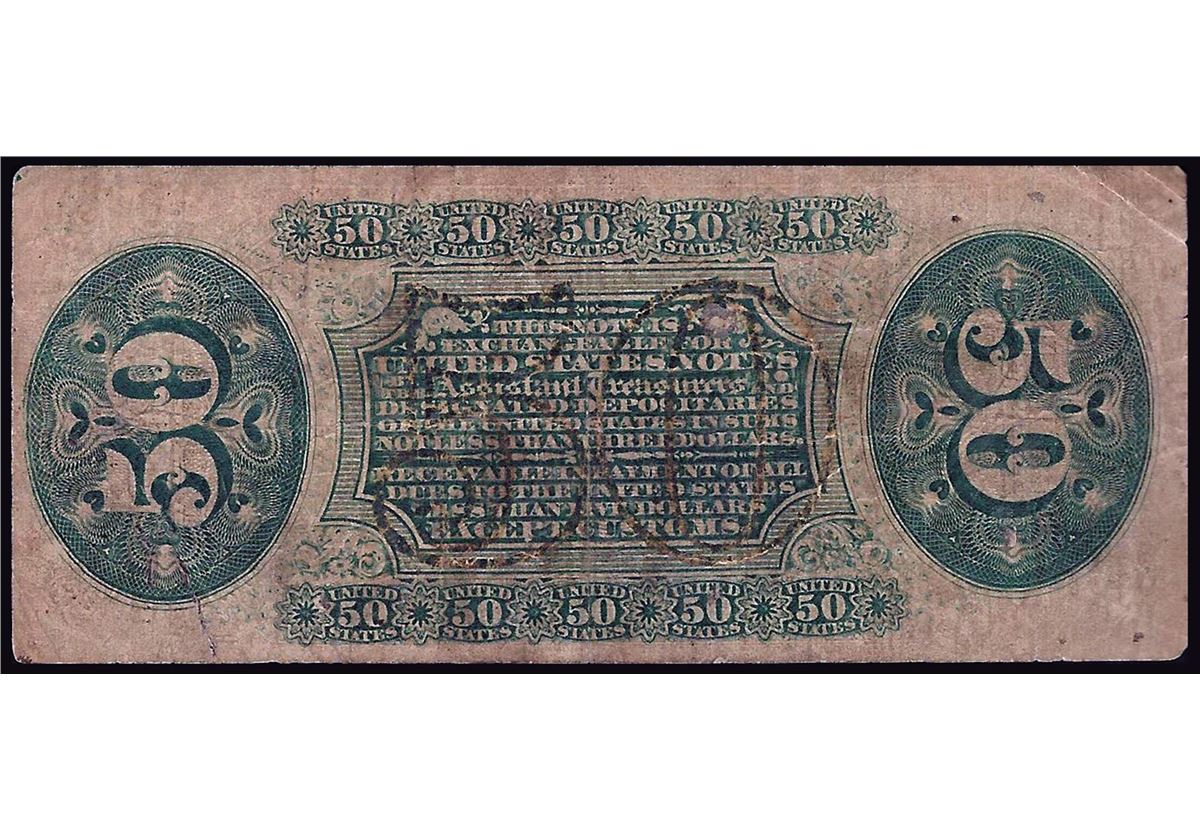 UNITED 50 STATES UNITED 50 STATES UNITED 50 STATES UNITED 50 STATES UNITED 50 STATES
50
THIS NOTE IS
EXCHANGEABLE FOR
UNITED STATES NOTES
BY THE Assistant Treasurers AND
DESIGNATED DEPOSITARIES
OF THE UNITED STATES IN SUMS
NOT LESS THAN THREE DOLLARS.
RECEIVABLE IN PAYMENT OF ALL
DUES TO THE UNITED STATES
LESS THAN FIVE DOLLARS
EXCEPT CUSTOMS.
50
50
UNITED 50 STATES UNITED 50 STATES UNITED 50 STATES UNITED 50 STATES UNITED 50 STATES